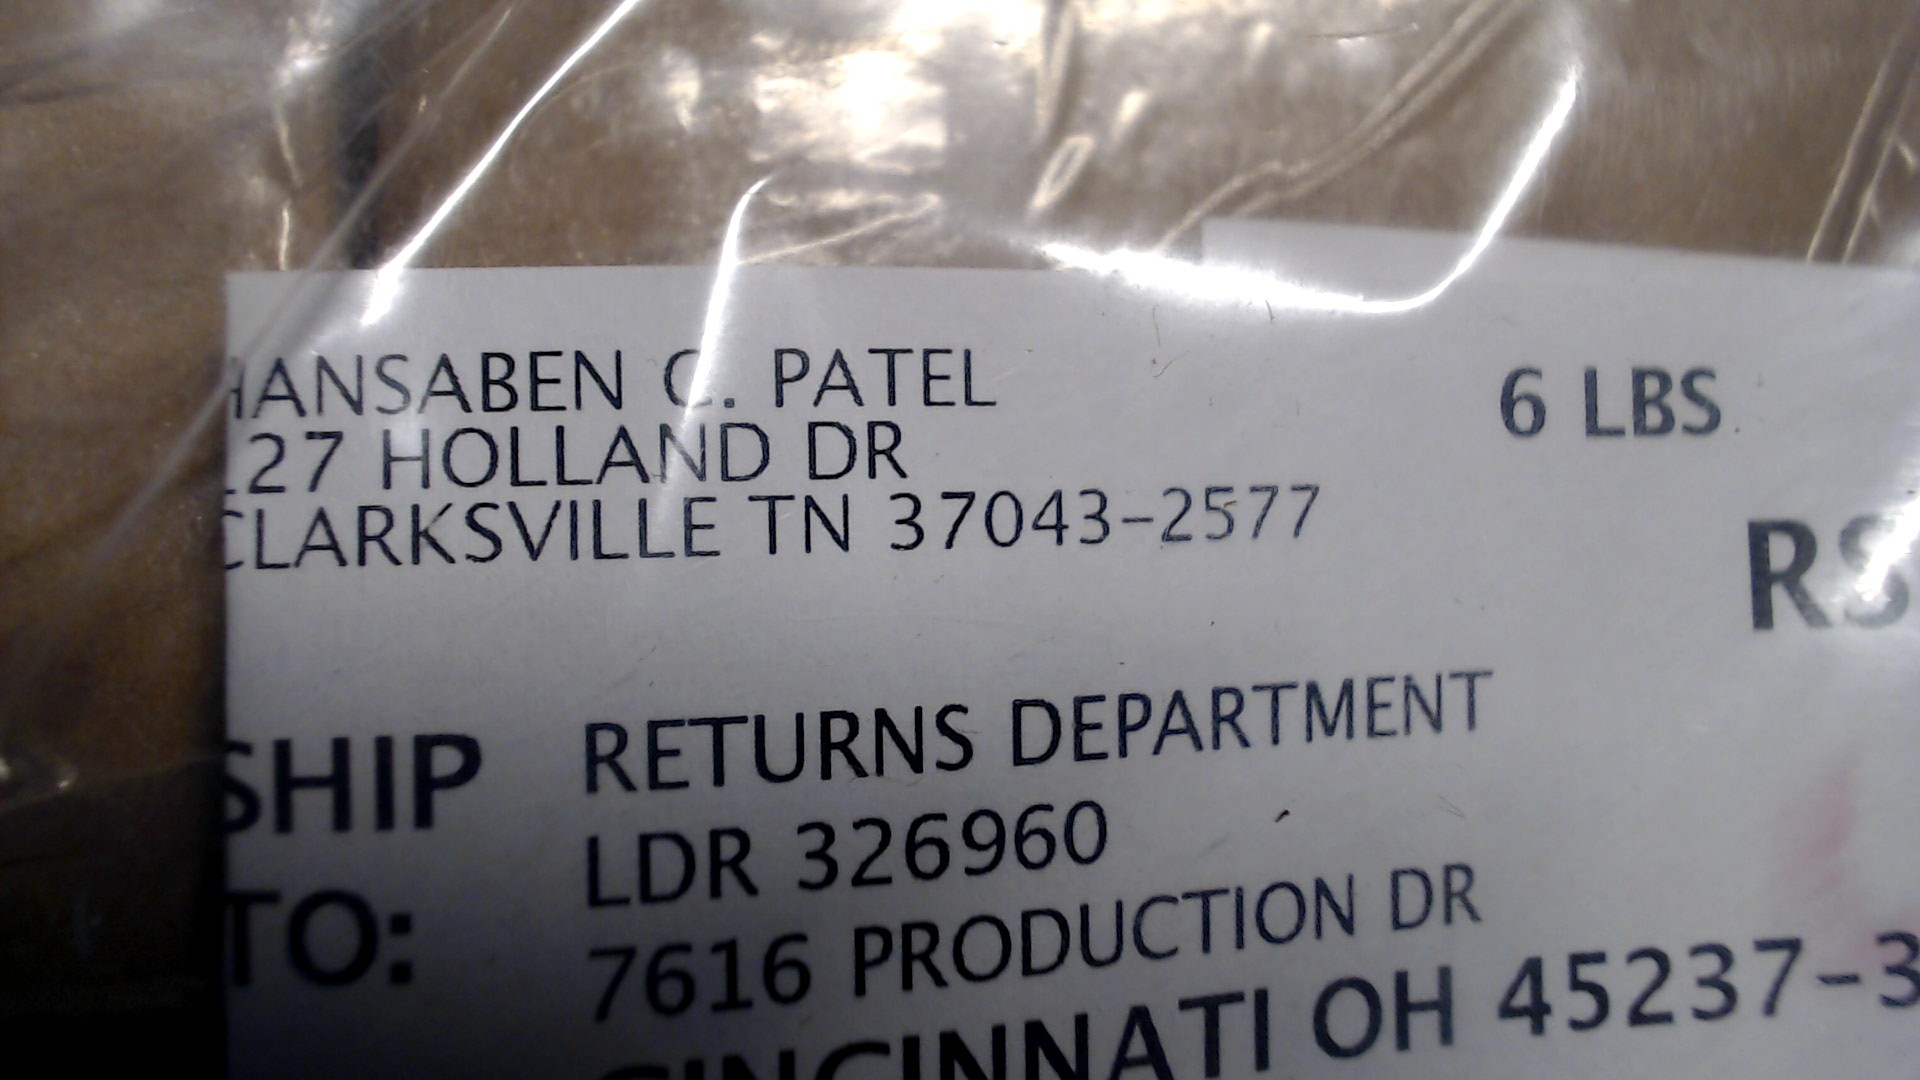 HANSABEN C. PATEL
127 HOLLAND DR
CLARKSVILLE TN 37043-2577
6 LBS
RS
SHIP TO:
RETURNS DEPARTMENT
LDR 326960
7616 PRODUCTION DR
CINCINNATI OH 45237-3